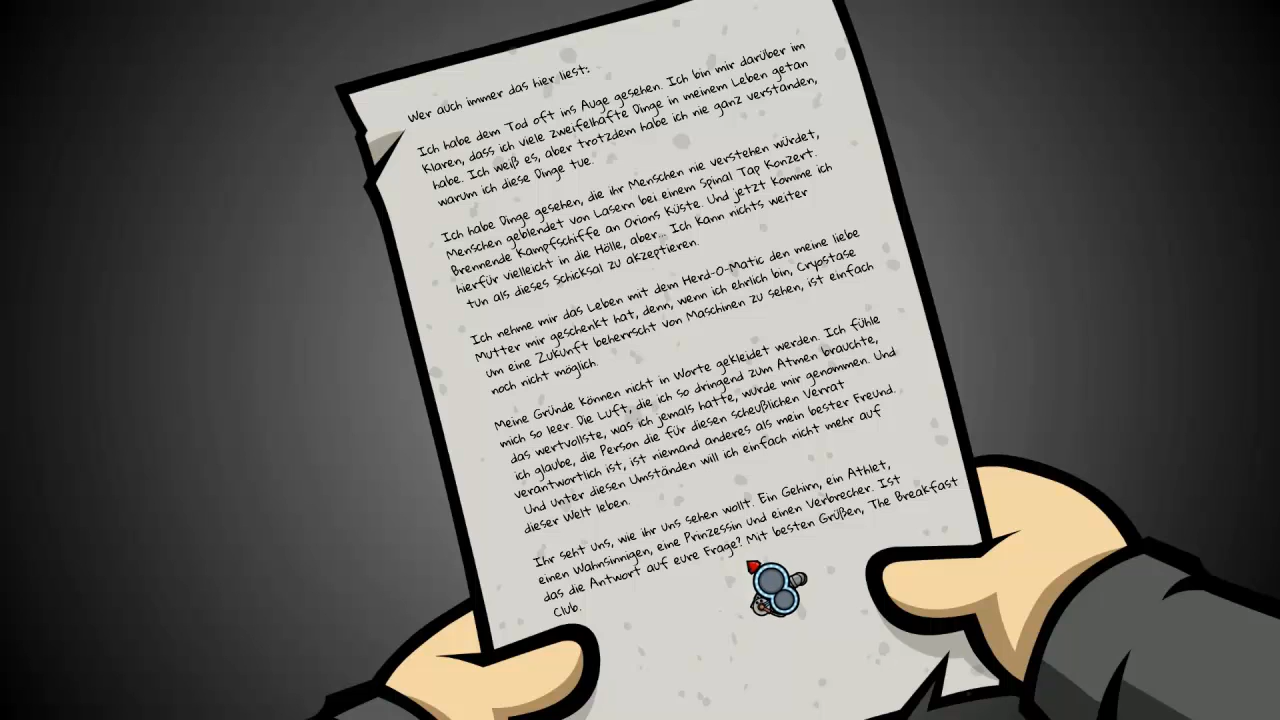 Wer auch immer das hier liest:
Ich habe dem Tod oft ins Auge gesehen. Ich bin mir darüber im
Klaren, dass ich viele zweifelhafte Dinge in meinem Leben getan
habe. Ich weiß es, aber trotzdem habe ich nie ganz verstanden,
warum ich diese Dinge tue.
Ich habe Dinge gesehen, die ihr Menschen nie verstehen würdet,
Menschen geblendet von Lasern bei einem Spinal Tap Konzert.
Brennende Kampfschiffe an Orions Küste. Und jetzt komme ich
hierfür vielleicht in die Hölle, aber... Ich kann nichts weiter
tun als dieses Schicksal zu akzeptieren.
Ich nehme mir das Leben mit dem Herd-O-Matic den meine liebe
Mutter mir geschenkt hat, denn, wenn ich ehrlich bin, Cryostase
um eine Zukunft beherrscht von Maschinen zu sehen, ist einfach
noch nicht möglich.
Meine Gründe können nicht in Worte gekleidet werden. Ich fühle
mich so leer. Die Luft, die ich so dringend zum Atmen brauchte,
das wertvollste, was ich jemals hatte, wurde mir genommen. Und
ich glaube, die Person die für diesen scheußlichen Verrat
verantwortlich ist, ist niemand anderes als mein bester Freund.
Und unter diesen Umständen will ich einfach nicht mehr auf
dieser Welt leben.
Ihr seht uns, wie ihr uns sehen wollt. Ein Gehirn, ein Athlet,
einen Wahnsinnigen, eine Prinzessin und einen Verbrecher. Ist
das die Antwort auf eure Frage? Mit besten Grüßen, The Breakfast
Club.